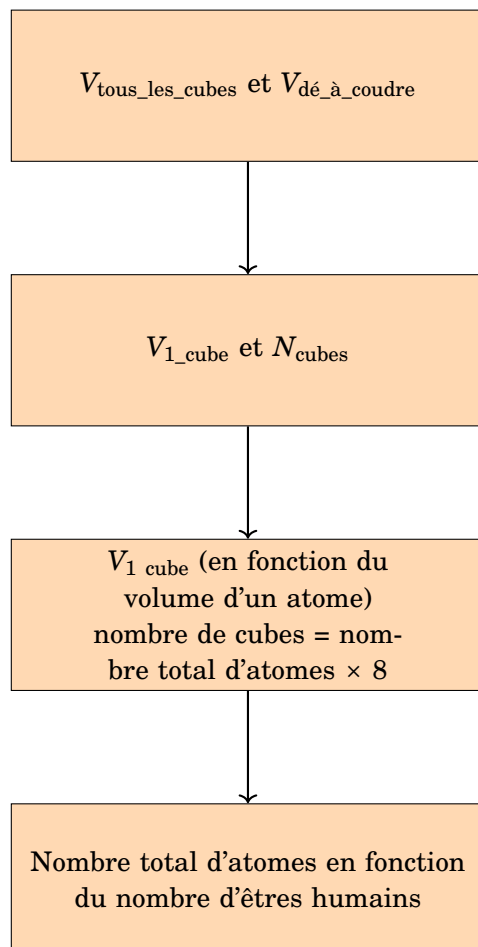 V_tous_les_cubes et V_dé_à_coudre
V_1_cube et N_cubes
V_1 cube (en fonction du
volume d'un atome)
nombre de cubes = nom-
bre total d'atomes × 8
Nombre total d'atomes en fonction
du nombre d'êtres humains